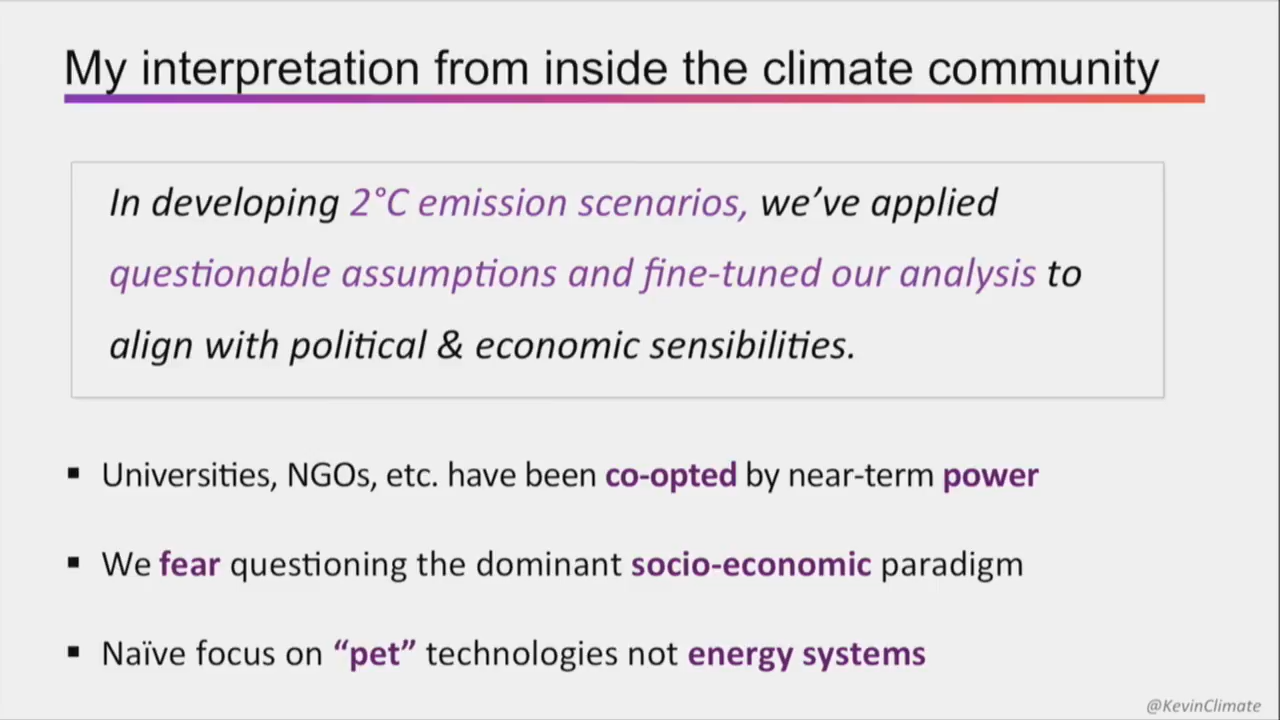 My interpretation from inside the climate community
In developing 2°C emission scenarios, we’ve applied
questionable assumptions and fine-tuned our analysis to
align with political & economic sensibilities.
▪ Universities, NGOs, etc. have been co-opted by near-term power
▪ We fear questioning the dominant socio-economic paradigm
▪ Naïve focus on “pet” technologies not energy systems
@KevinClimate